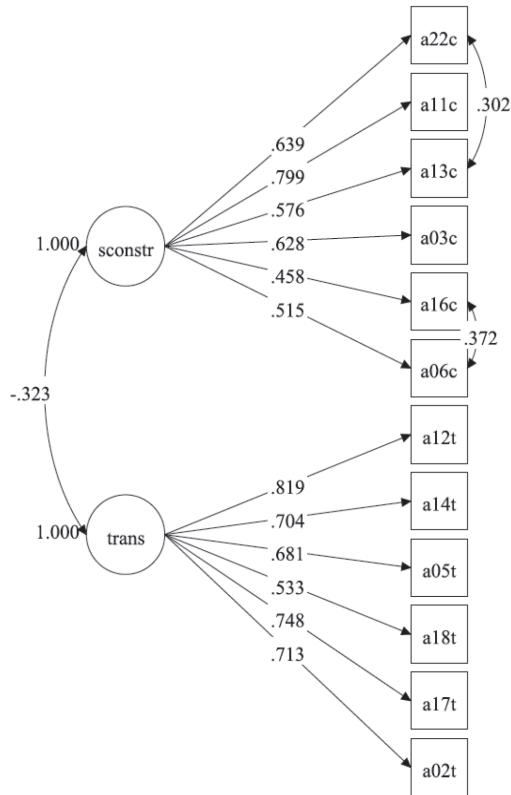 a22c
a11c
.302
.639
.799
a13c
.576
1.000
sconstr
.628
a03c
.458
a16c
.515
.372
a06c
-.323
a12t
.819
a14t
.704
1.000
trans
.681
a05t
.533
.748
a18t
.713
a17t
a02t